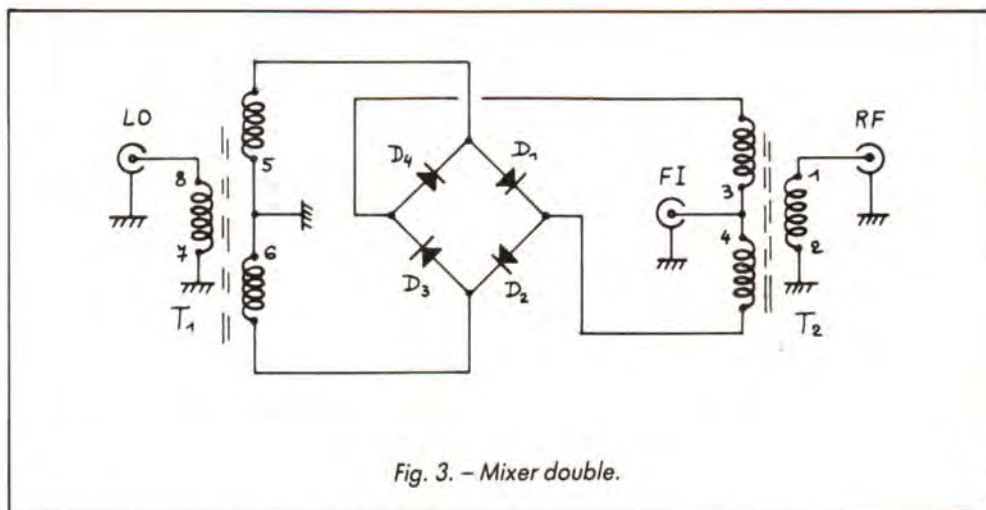 LO
8
7
T1
5
6
D4
D1
D3
D2
FI
3
4
RF
1
2
T2
Fig. 3. – Mixer double.